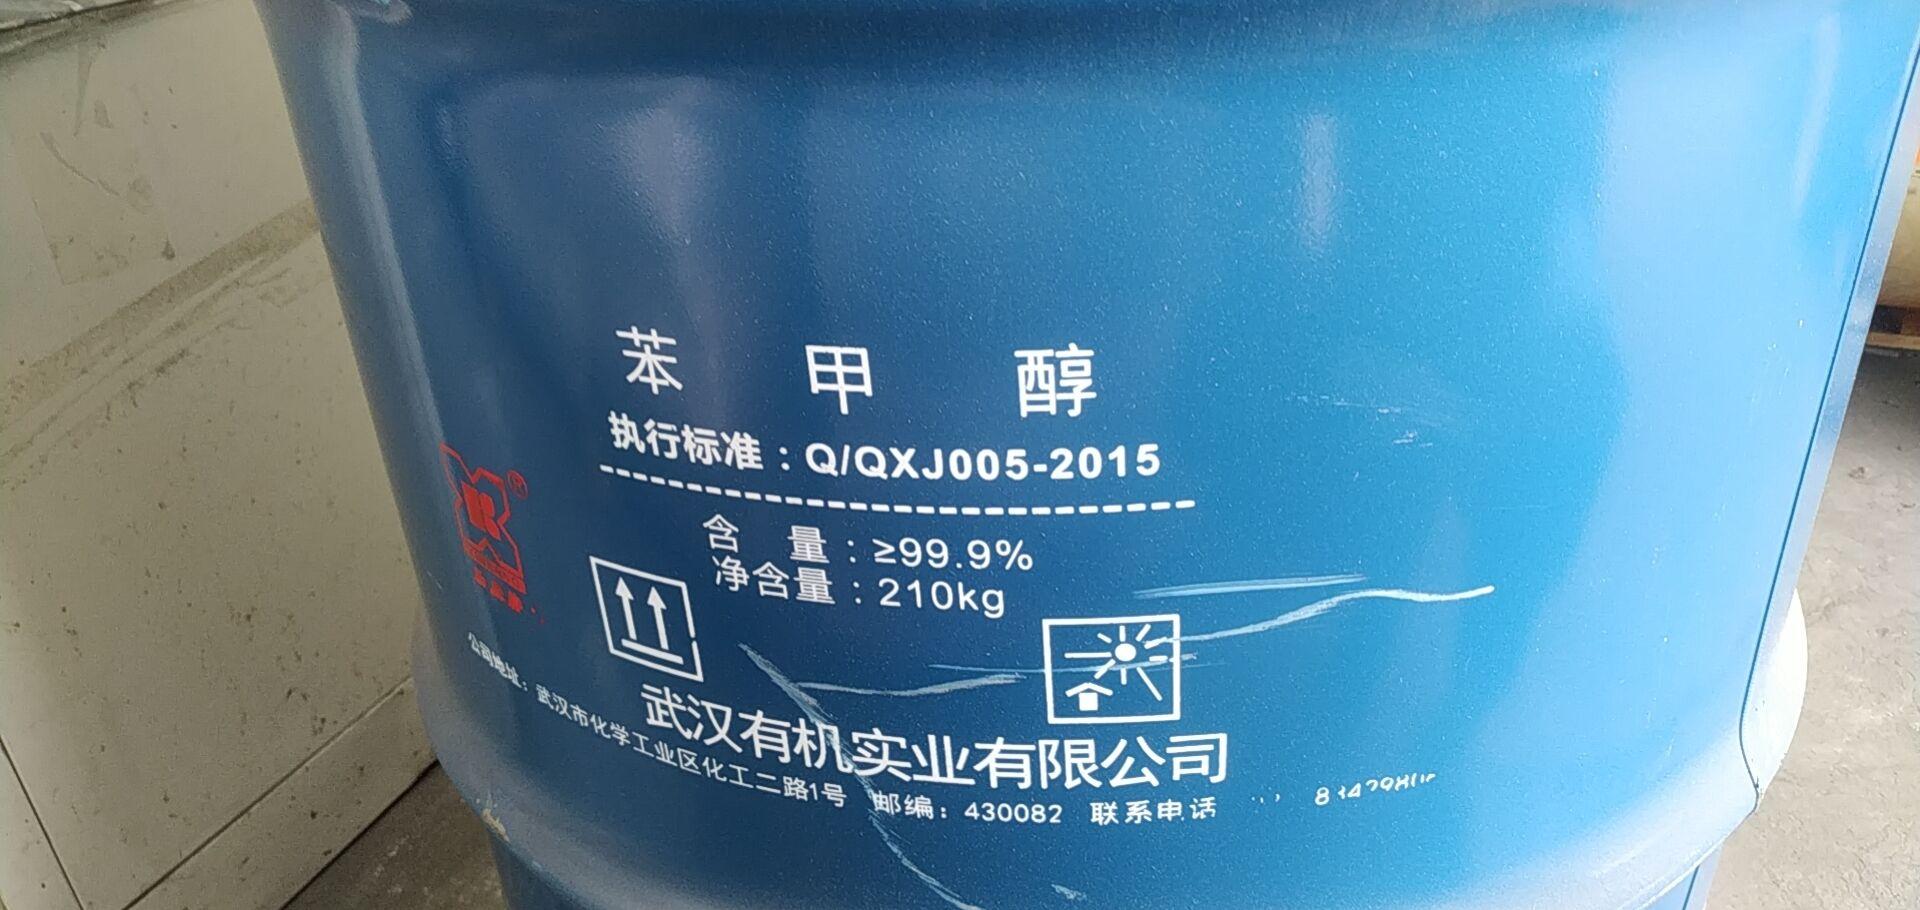 苯甲醇
执行标准：Q/QXJ005-2015
含量：≥99.9%
净含量：210kg
武汉有机实业有限公司
公司地址：武汉市化学工业区化工二路1号 邮编：430082 联系电话